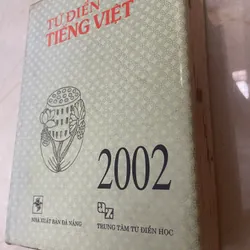 TỪ ĐIỂN
TIẾNG VIỆT
2002
NHÀ XUẤT BẢN ĐÀ NẴNG
TRUNG TÂM TỪ ĐIỂN HỌC